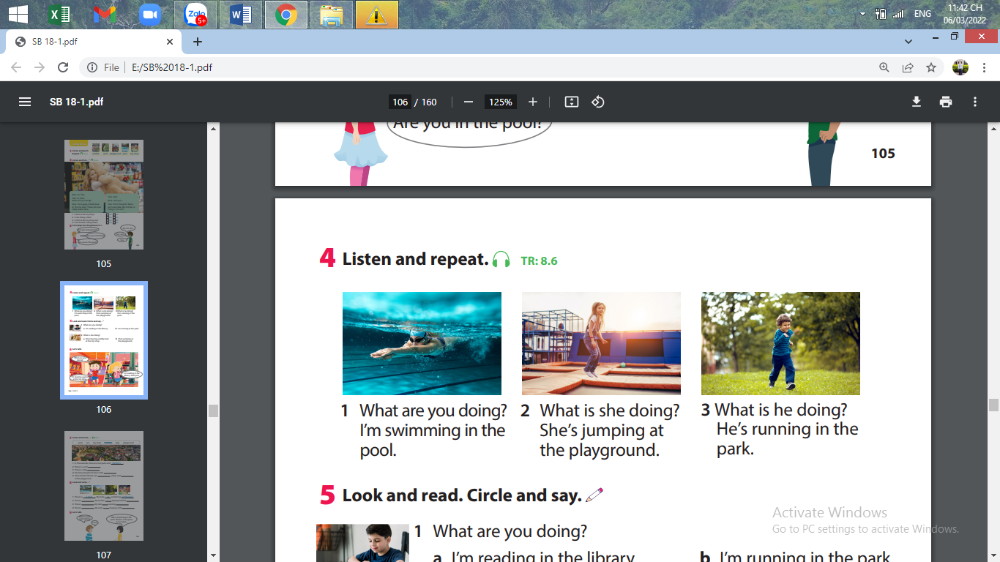 11:42 CH
ENG
06/03/2022
Zalo
5+
SB 18-1.pdf
File
E:/SB%2018-1.pdf
SB 18-1.pdf
106 / 160
125%
105
106
107
Are you in the pool?
105
4 Listen and repeat. TR: 8.6
1 What are you doing?
I'm swimming in the
pool.
2 What is she doing?
She's jumping at
the playground.
3 What is he doing?
He's running in the
park.
5 Look and read. Circle and say.
1 What are you doing?
a I'm reading in the library
b I'm running in the park
Activate Windows
Go to PC settings to activate Windows.